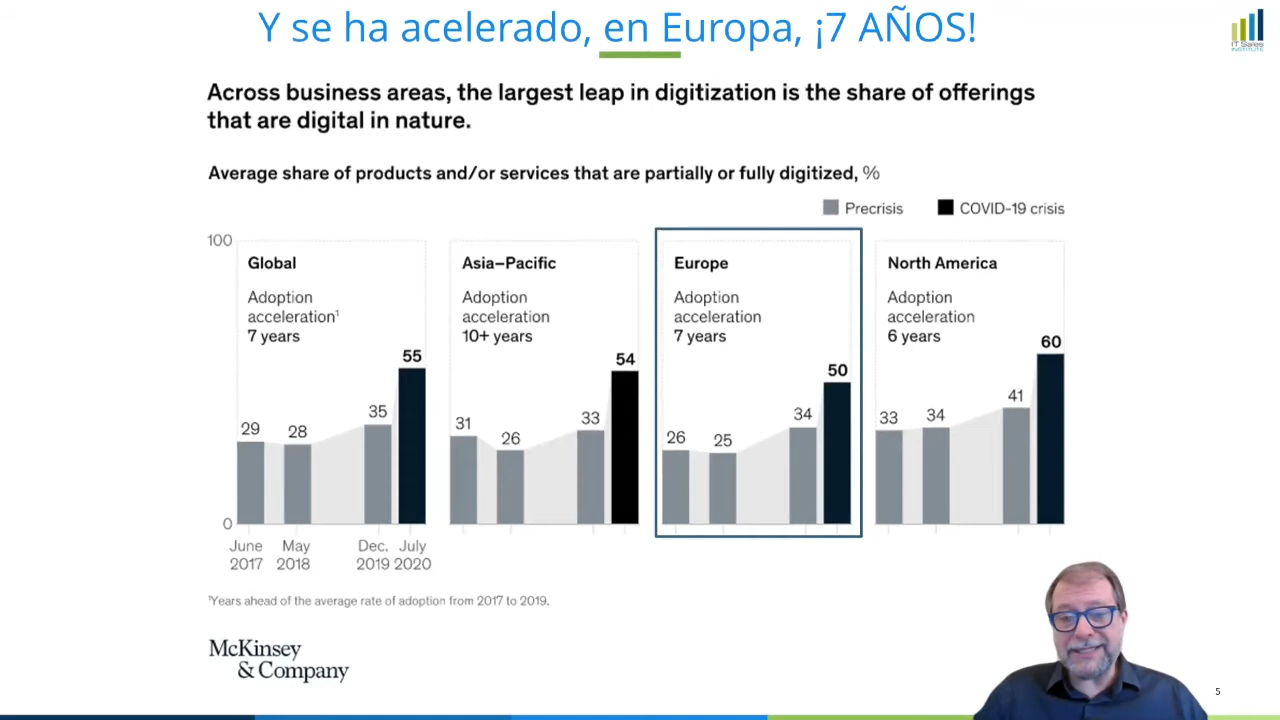 Y se ha acelerado, en Europa, ¡7 AÑOS!
IT Sales
INSTITUTE
Across business areas, the largest leap in digitization is the share of offerings
that are digital in nature.
Average share of products and/or services that are partially or fully digitized, %
Precrisis
COVID-19 crisis
100
0
Global
Adoption
acceleration¹
7 years
29
28
35
55
June
2017
May
2018
Dec.
2019
July
2020
Asia–Pacific
Adoption
acceleration
10+ years
31
26
33
54
Europe
Adoption
acceleration
7 years
26
25
34
50
North America
Adoption
acceleration
6 years
33
34
41
60
¹Years ahead of the average rate of adoption from 2017 to 2019.
McKinsey
& Company
5